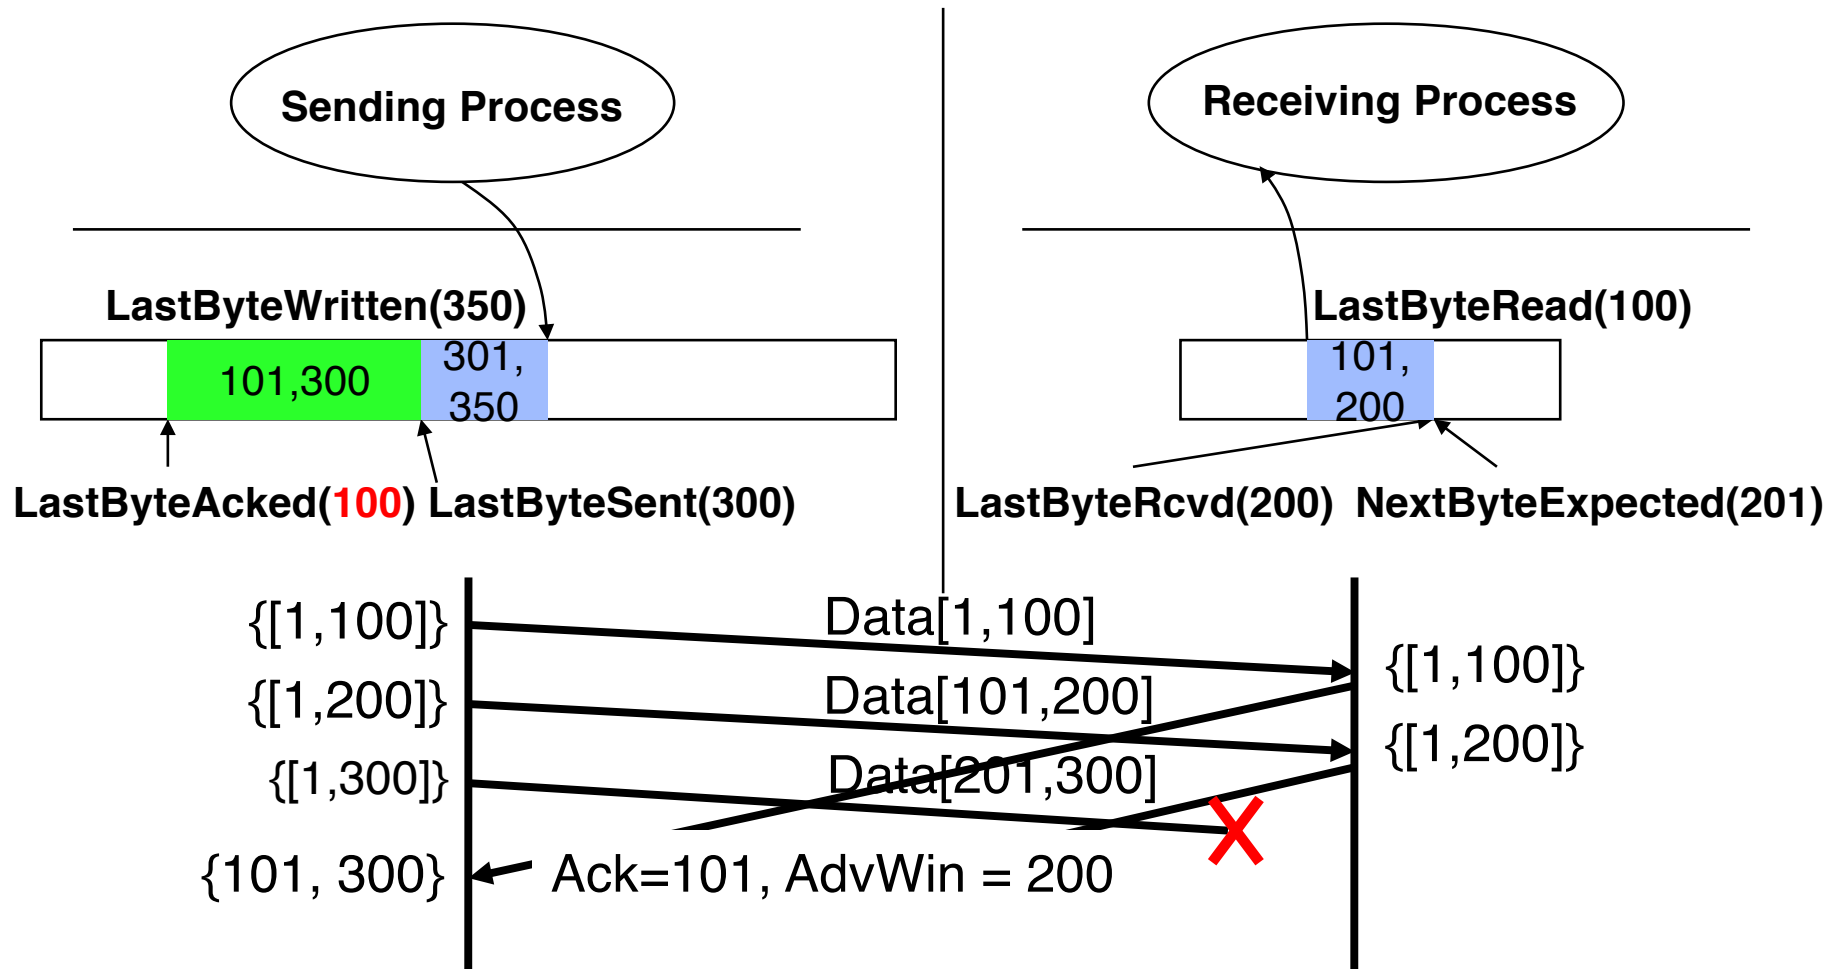 Sending Process
Receiving Process
LastByteWritten(350)
LastByteRead(100)
101,300
301,
350
101,
200
LastByteAcked(100)
LastByteSent(300)
LastByteRcvd(200)
NextByteExpected(201)
{[1,100]}
Data[1,100]
{[1,100]}
{[1,200]}
Data[101,200]
{[1,200]}
{[1,300]}
Data[201,300]
{101, 300}
Ack=101, AdvWin = 200